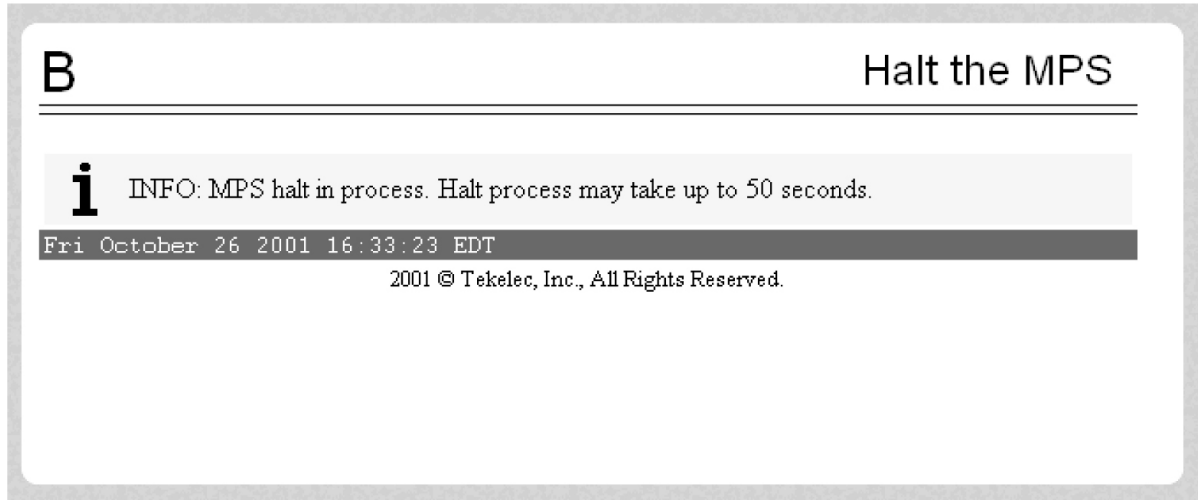 B
Halt the MPS
i
INFO: MPS halt in process. Halt process may take up to 50 seconds.
Fri October 26 2001 16:33:23 EDT
2001 © Tekelec, Inc., All Rights Reserved.